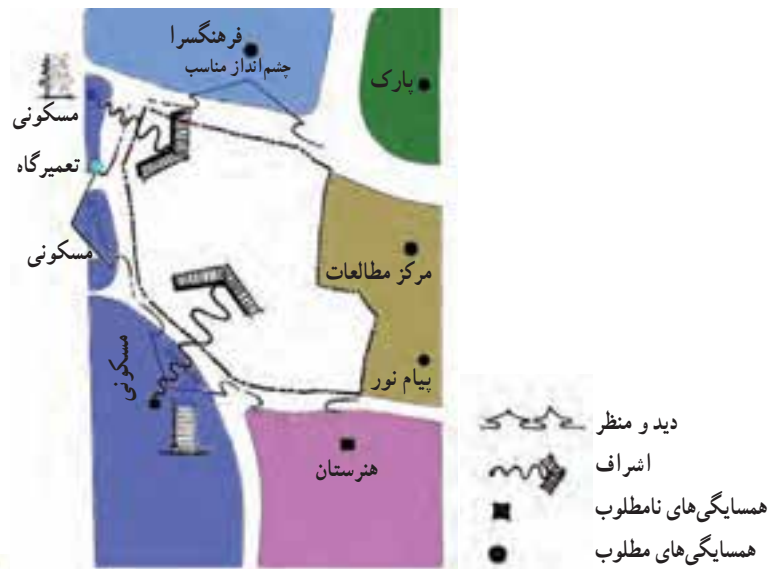 فرهنگسرا
چشم‌انداز مناسب
پارک
مسکونی
تعمیرگاه
مسکونی
مرکز مطالعات
مسکونی
پیام نور
هنرستان
دید و منظر
اشراف
همسایگی‌های نامطلوب
همسایگی‌های مطلوب